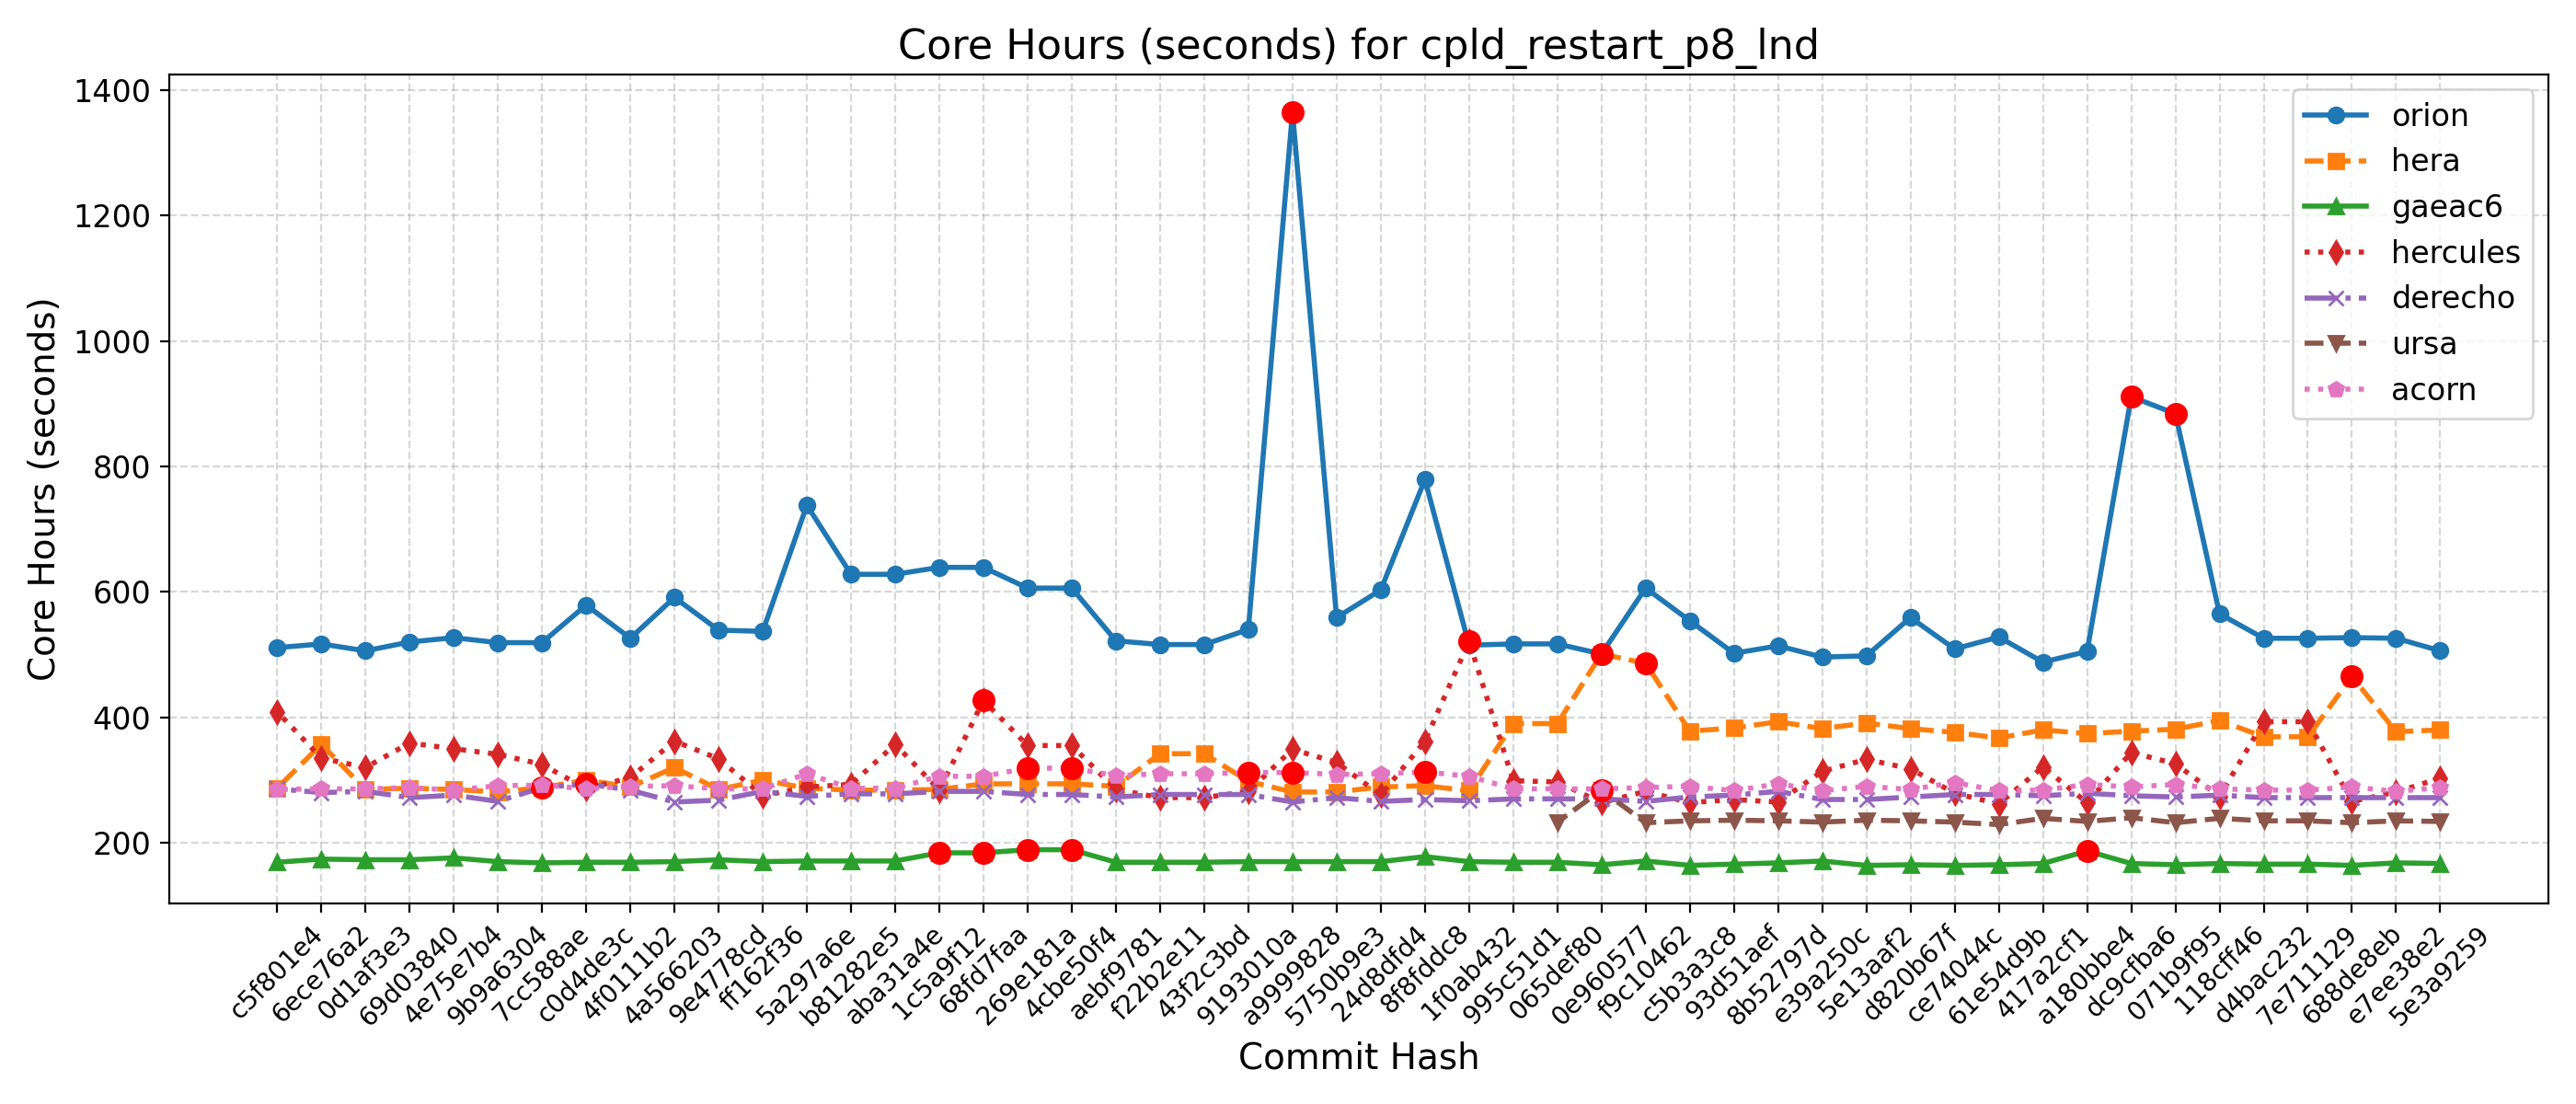 Core Hours (seconds) for cpld_restart_p8_lnd
Core Hours (seconds)
1400
1200
1000
800
600
400
200
orion
hera
gaeac6
hercules
derecho
ursa
acorn
c5f801e4
6ece76a2
0d1af3e3
69d03840
4e75e7b4
9b9a6304
7cc588ae
c0d4de3c
4f0111b2
4a566203
9e4778cd
ff162f36
5a297a6e
b81282e5
aba31a4e
1c5a9f12
68fd7faa
269e181a
4cbe50f4
aebf9781
f22b2e11
43f2c3bd
9193010a
a9999828
5750b9e3
24d8dfd4
8f8fddc8
1f0ab432
995c51d1
065def80
0e960577
f9c10462
c5b3a3c8
93d51aef
8b52797d
e39a250c
5e13aaf2
d820b67f
ce74044c
61e54d9b
417a2cf1
a180bbe4
dc9cfba6
071b9f95
118cff46
d4bac232
7e711129
688de8eb
e7ee38e2
5e3a9259
Commit Hash